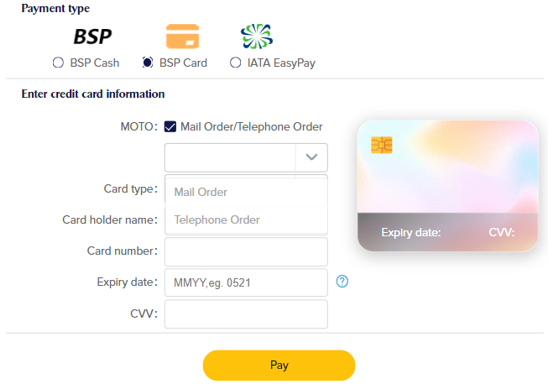 Payment type
BSP
BSP Cash BSP Card IATA EasyPay
Enter credit card information
MOTO: Mail Order/Telephone Order
Card type: Mail Order
Card holder name: Telephone Order
Card number:
Expiry date: MMYY,eg. 0521 ?
CVV:
Expiry date: CVV:
Pay